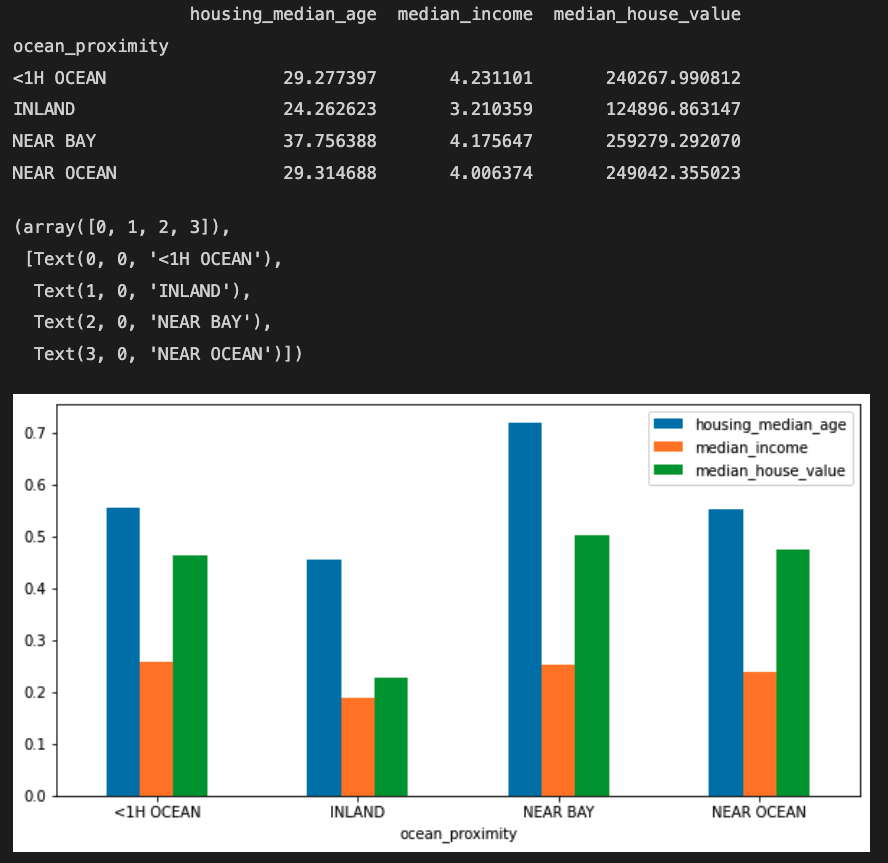 housing_median_age median_income median_house_value
ocean_proximity
<1H OCEAN 29.277397 4.231101 240267.990812
INLAND 24.262623 3.210359 124896.863147
NEAR BAY 37.756388 4.175647 259279.292070
NEAR OCEAN 29.314688 4.006374 249042.355023
(array([0, 1, 2, 3]),
[Text(0, 0, '<1H OCEAN'),
Text(1, 0, 'INLAND'),
Text(2, 0, 'NEAR BAY'),
Text(3, 0, 'NEAR OCEAN')])
housing_median_age
median_income
median_house_value
0.7
0.6
0.5
0.4
0.3
0.2
0.1
0.0
<1H OCEAN INLAND NEAR BAY NEAR OCEAN
ocean_proximity